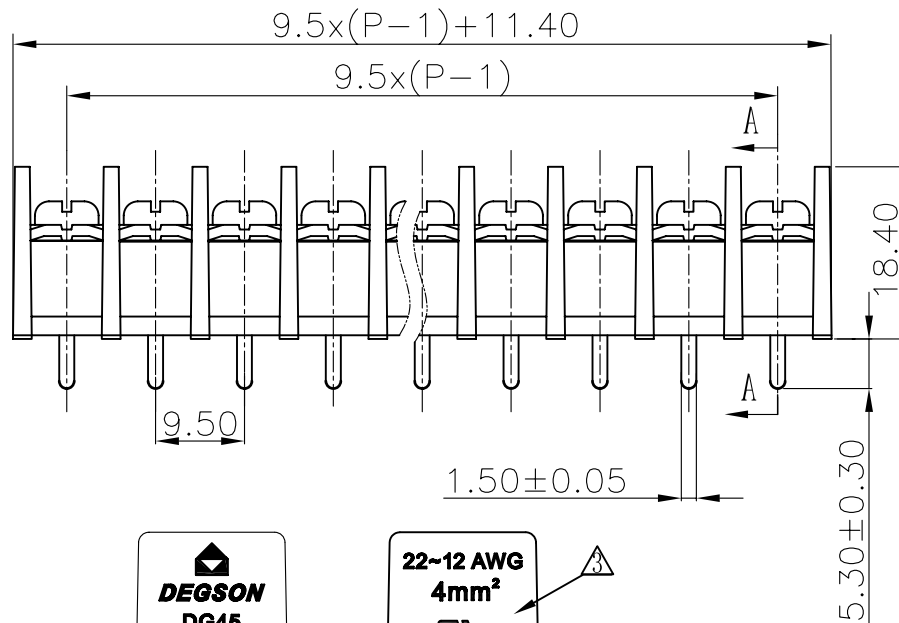 9.5x(P-1)+11.40
9.5x(P-1)
A
18.40
A
9.50
1.50±0.05
5.30±0.30
22~12 AWG
4mm²
3
DEGSON
DG45